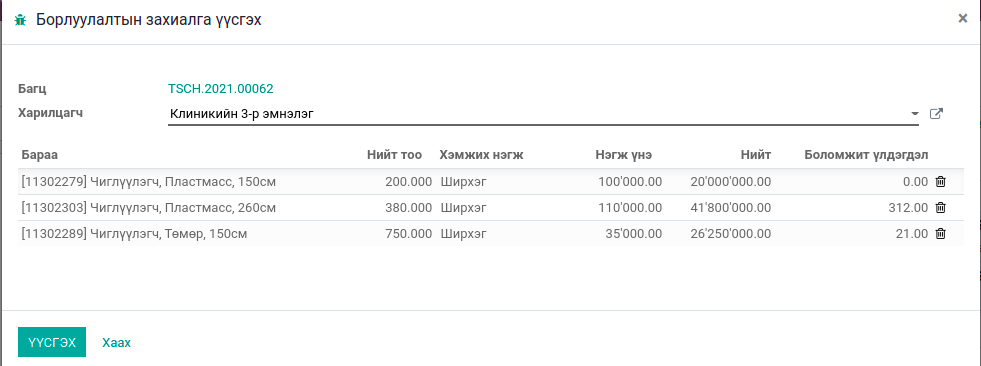 Борлуулалтын захиалга үүсгэх ×
Багц TSCH.2021.00062
Харилцагч Клиникийн 3-р эмнэлэг
Бараа Нийт тоо Хэмжих нэгж Нэгж үнэ Нийт Боломжит үлдэгдэл
[11302279] Чиглүүлэгч, Пластмасс, 150см 200.000 Ширхэг 100'000.00 20'000'000.00 0.00
[11302303] Чиглүүлэгч, Пластмасс, 260см 380.000 Ширхэг 110'000.00 41'800'000.00 312.00
[11302289] Чиглүүлэгч, Төмөр, 150см 750.000 Ширхэг 35'000.00 26'250'000.00 21.00
ҮҮСГЭХ Хаах